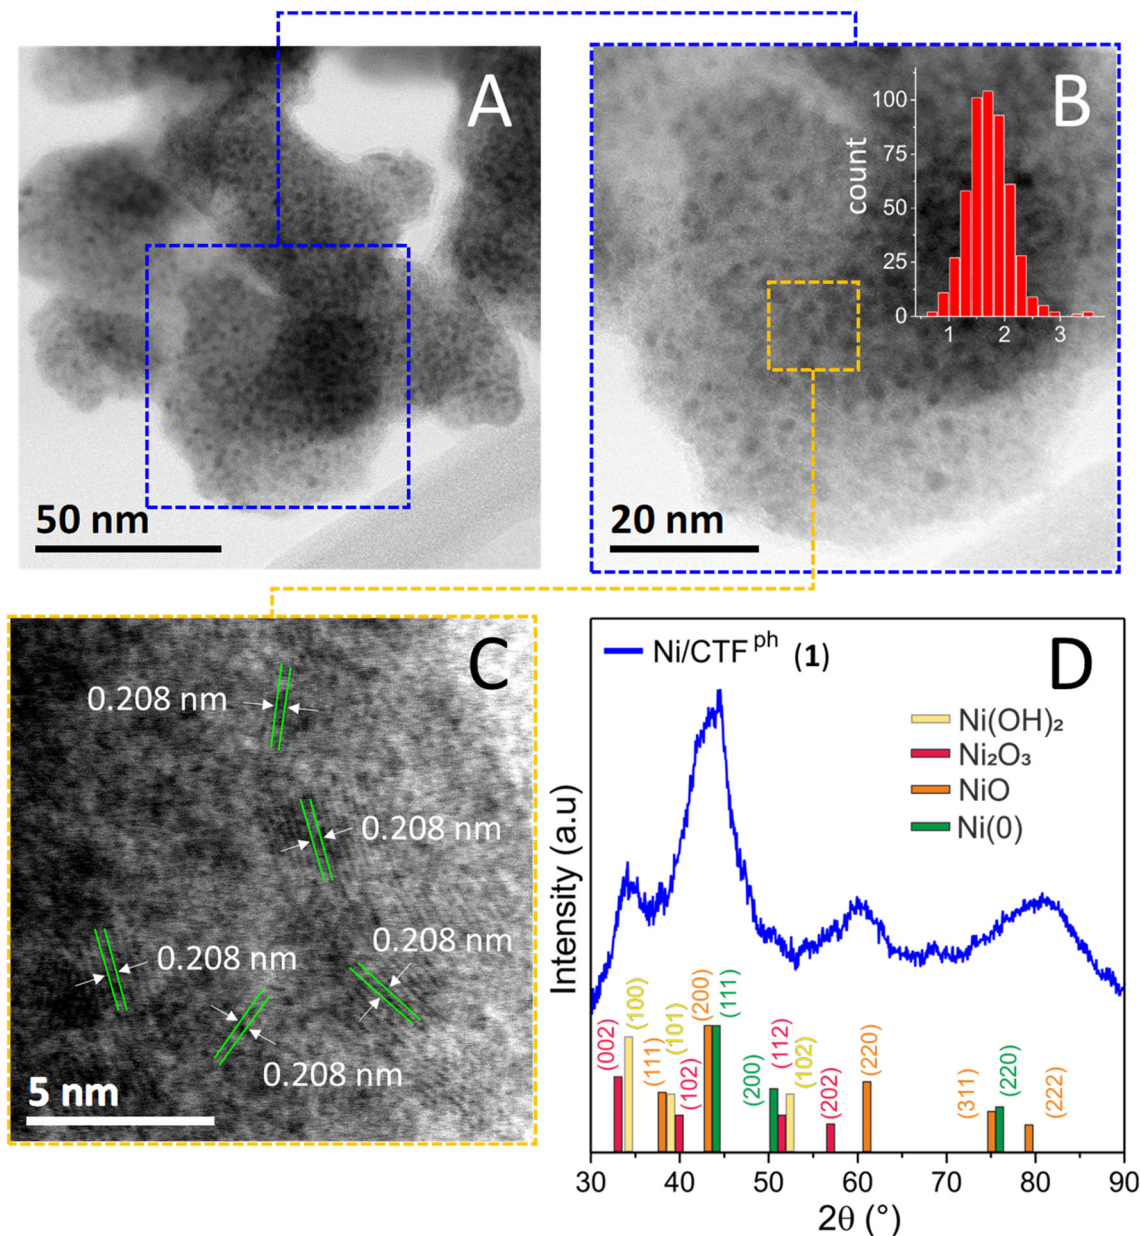 A
50 nm
B
count
100
75
50
25
0
1
2
3
20 nm
C
0.208 nm
0.208 nm
0.208 nm
0.208 nm
0.208 nm
5 nm
D
Ni/CTFᵖʰ (1)
Ni(OH)₂
Ni₂O₃
NiO
Ni(0)
Intensity (a.u)
(002)
(100)
(111)
(101)
(102)
(200)
(111)
(200)
(112)
(102)
(202)
(220)
(311)
(220)
(222)
30
40
50
60
70
80
90
2θ (°)